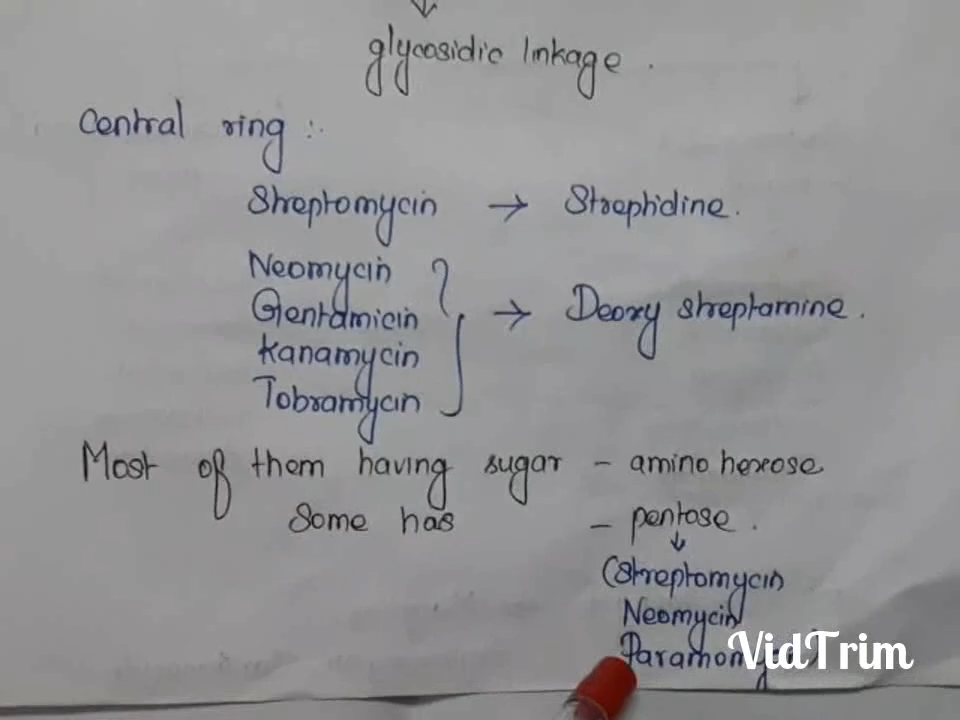 glycosidic linkage.
Central ring :-
Streptomycin → Streptidine.
Neomycin
Gentamicin
Kanamycin
Tobramycin
→ Deoxy streptamine.
Most of them having sugar - amino hexose
Some has - pentose.
(Streptomycin
Neomycin
VidTrim